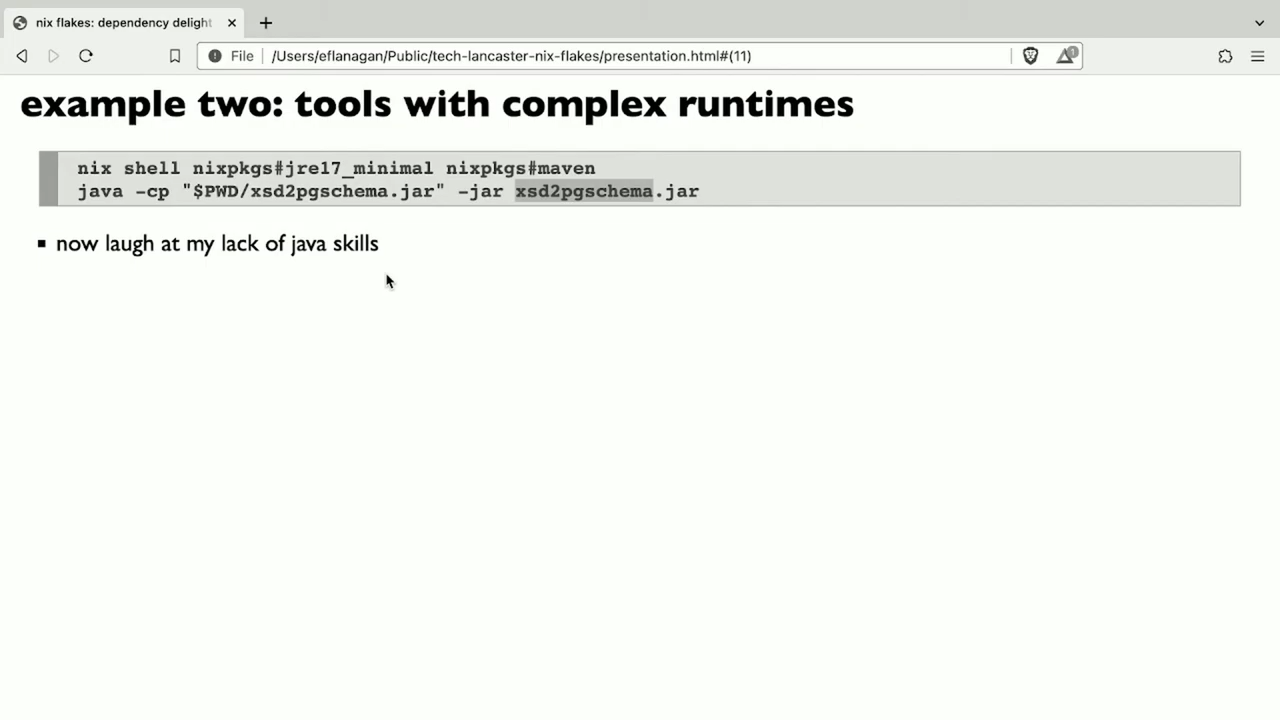 nix flakes: dependency delight
File
/Users/eflanagan/Public/tech-lancaster-nix-flakes/presentation.html#(11)
1
example two: tools with complex runtimes
nix shell nixpkgs#jre17_minimal nixpkgs#maven
java -cp "$PWD/xsd2pgschema.jar" -jar xsd2pgschema.jar
▪ now laugh at my lack of java skills